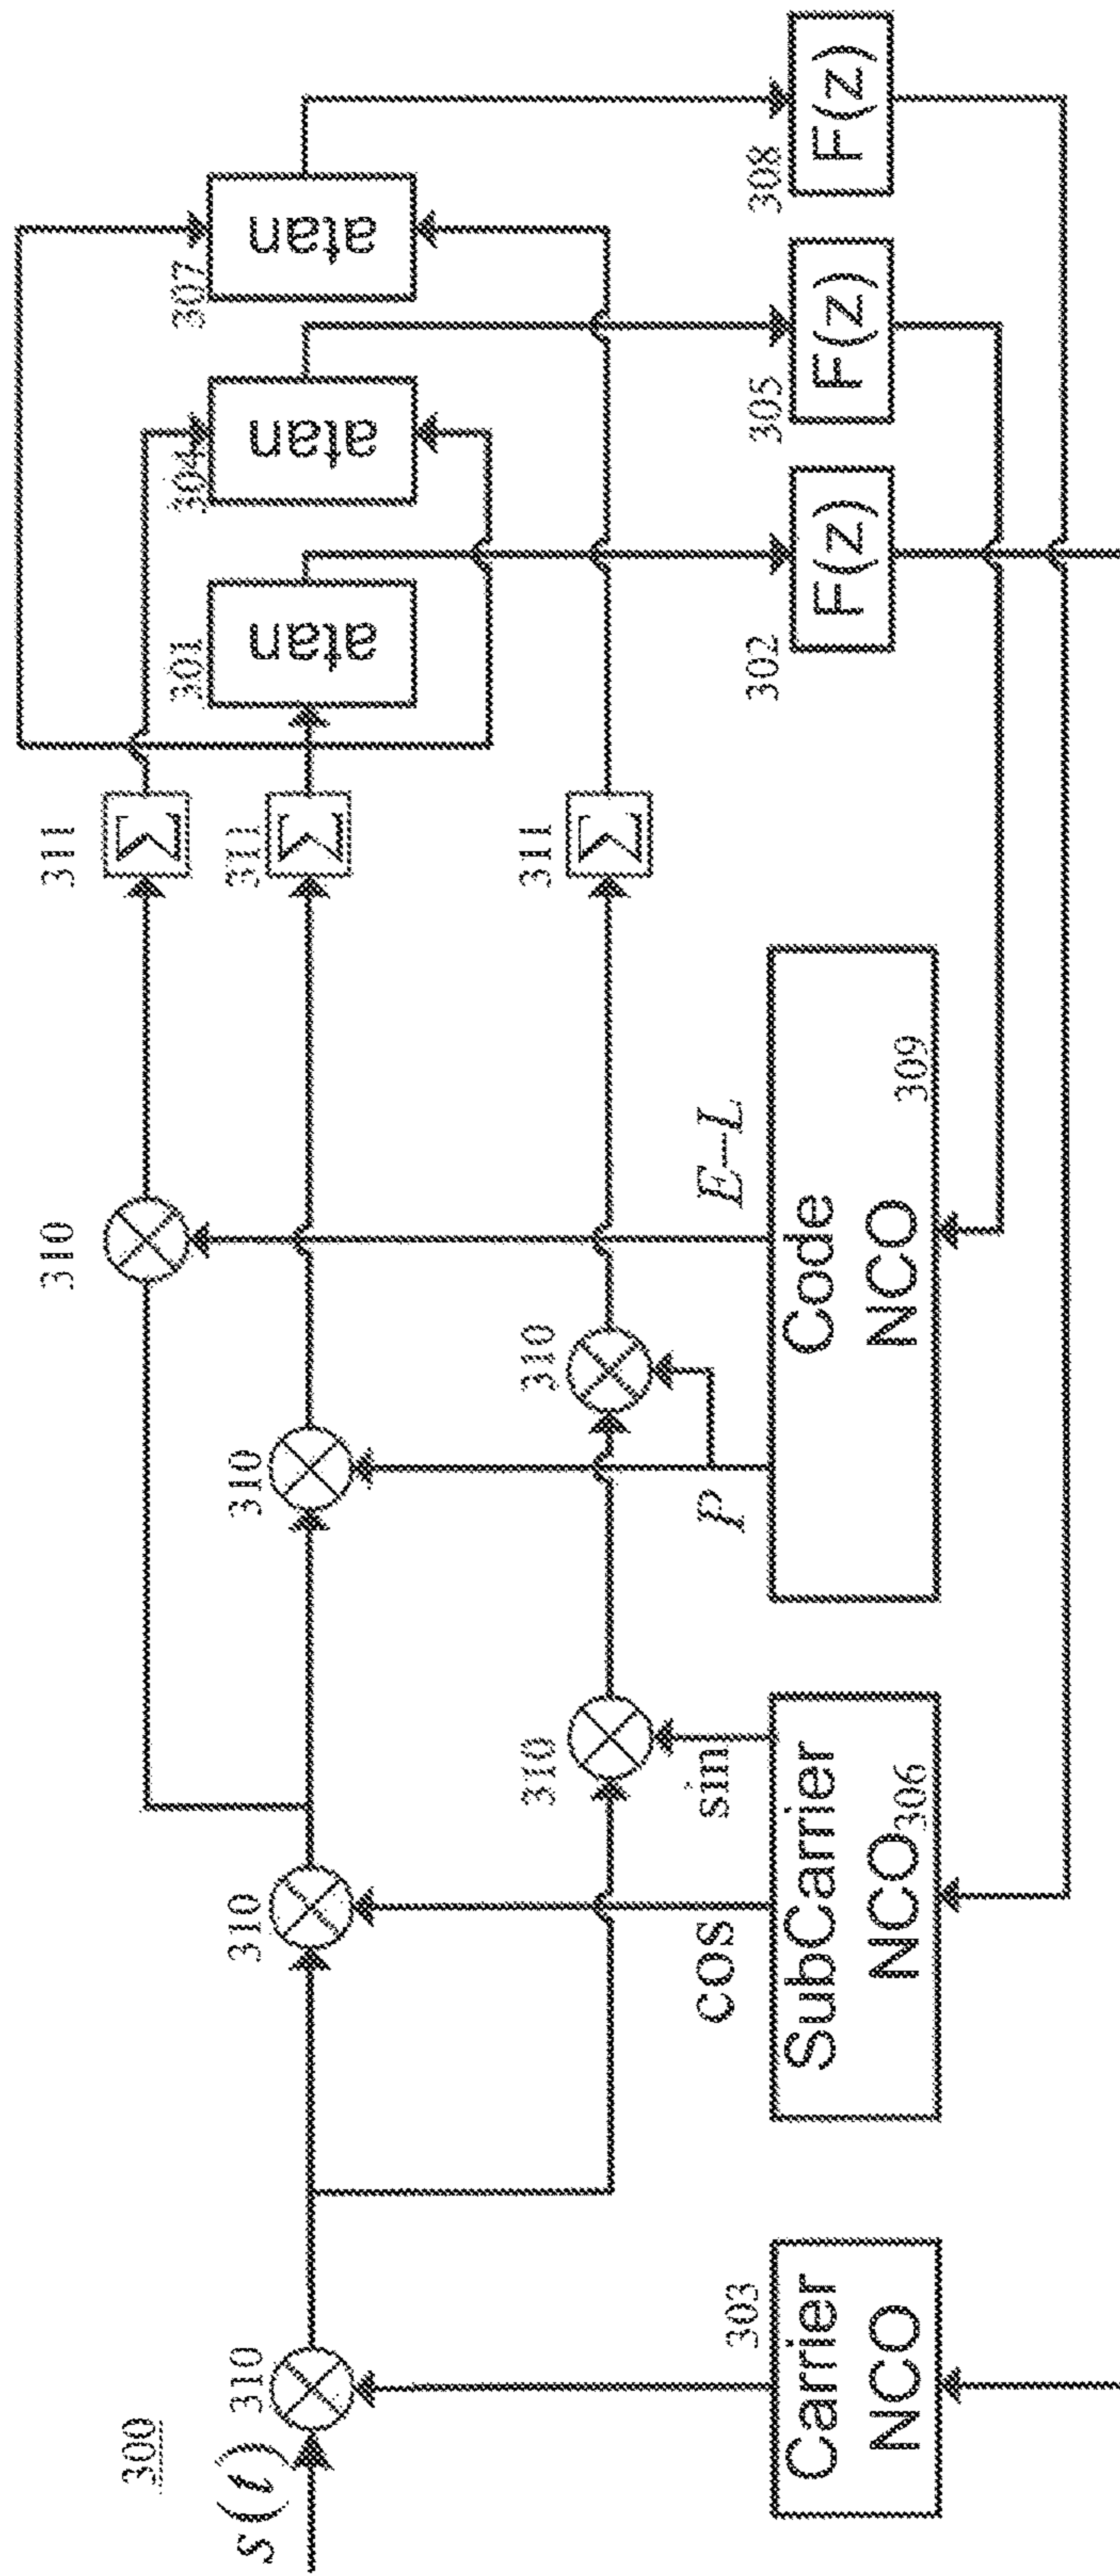 300
s(t)
310
310
310
310
310
310
311
311
311
301
atan
304
atan
307
atan
cos
sin
P
E-L
303
Carrier
NCO
SubCarrier
NCO 306
Code
NCO
309
302
F(z)
305
F(z)
308
F(z)
Σ
Σ
Σ